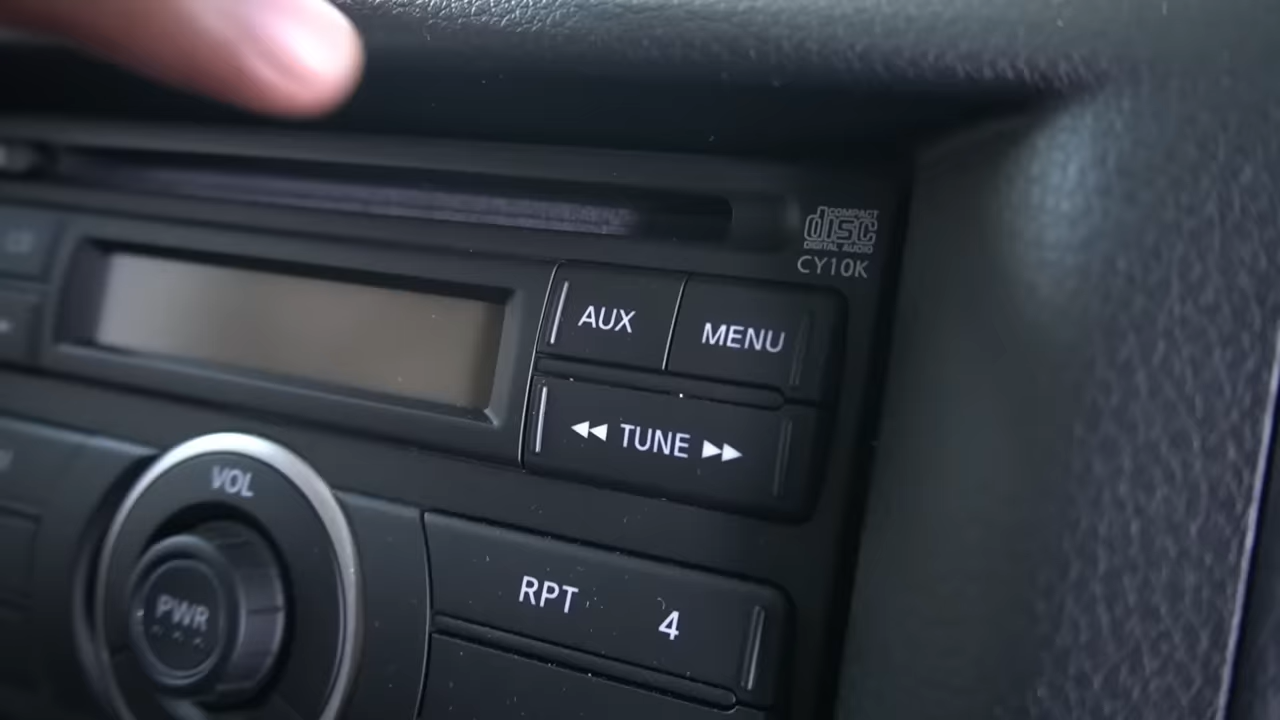 COMPACT
disc
DIGITAL AUDIO
CY10K
AUX
MENU
◀◀ TUNE ▶▶
VOL
PWR
RPT 4